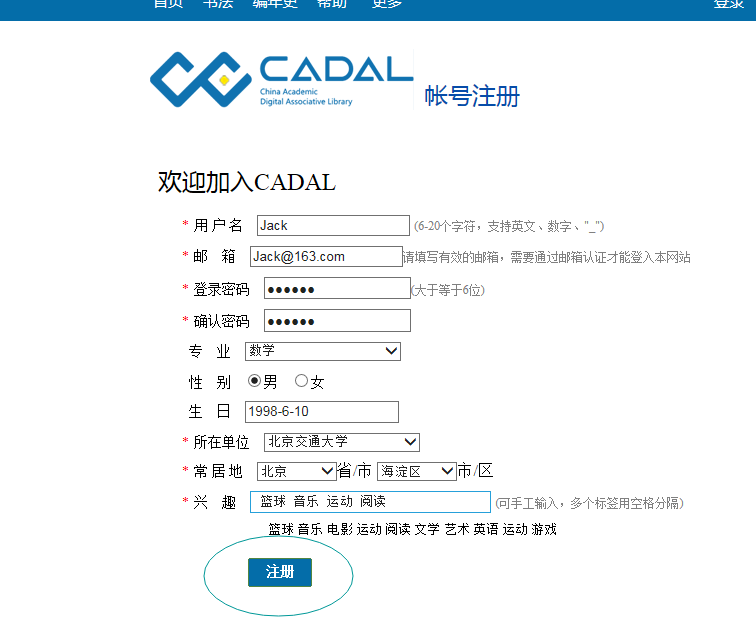 首页 书法 编年史 帮助 更多 登录
CADAL
China Academic
Digital Associative Library
帐号注册
欢迎加入CADAL
* 用户名 Jack (6-20个字符，支持英文、数字、"_")
* 邮 箱 Jack@163.com 请填写有效的邮箱，需要通过邮箱认证才能登入本网站
* 登录密码 ●●●●●● (大于等于6位)
* 确认密码 ●●●●●●
专 业 数学
性 别 男 女
生 日 1998-6-10
* 所在单位 北京交通大学
* 常居地 北京 省/市 海淀区 市/区
* 兴 趣 篮球 音乐 运动 阅读 (可手工输入，多个标签用空格分隔)
篮球 音乐 电影 运动 阅读 文学 艺术 英语 运动 游戏
注册